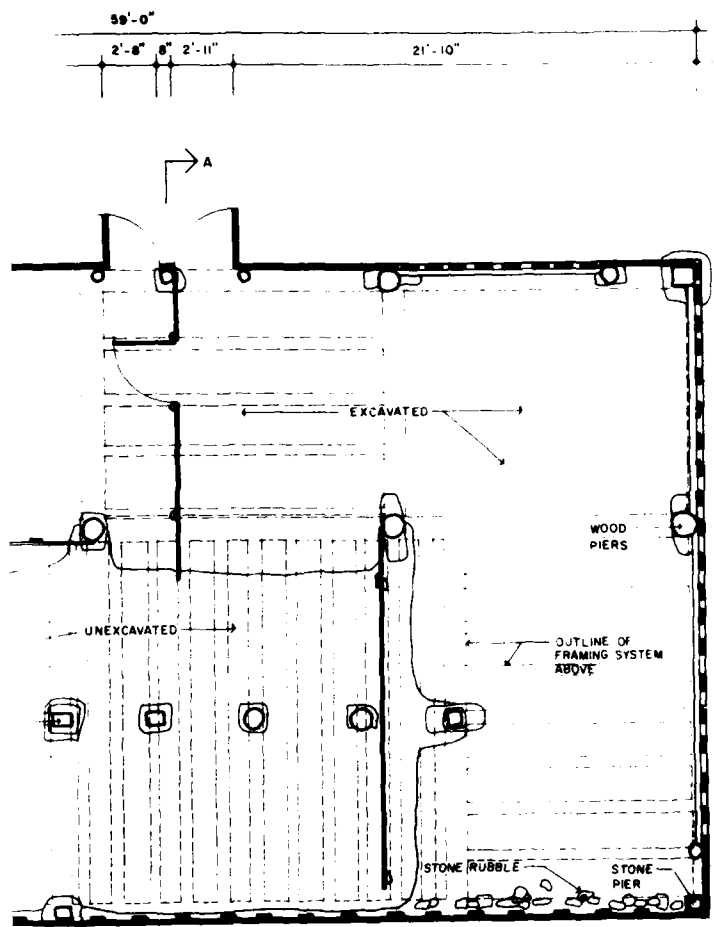 59'-0"
2'-8" 8" 2'-11" 21'-10"
A
EXCAVATED
WOOD
PIERS
UNEXCAVATED
OUTLINE OF
FRAMING SYSTEM
ABOVE
STONE RUBBLE
STONE
PIER